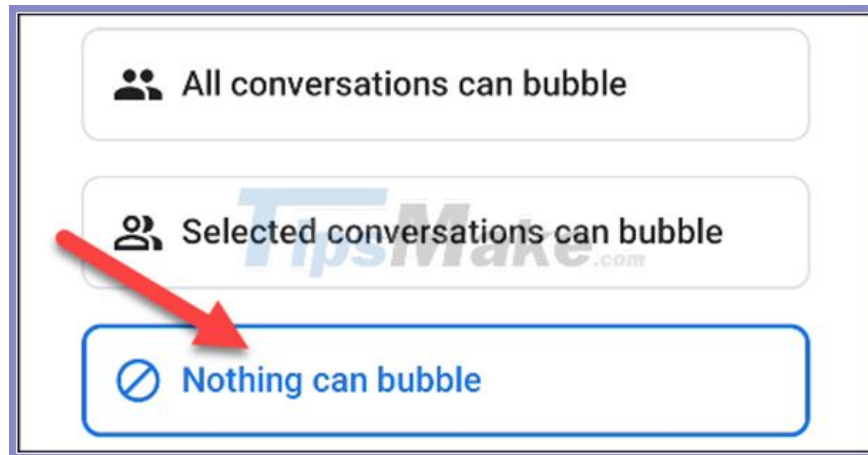 All conversations can bubble
Selected conversations can bubble
TipsMake.com
Nothing can bubble